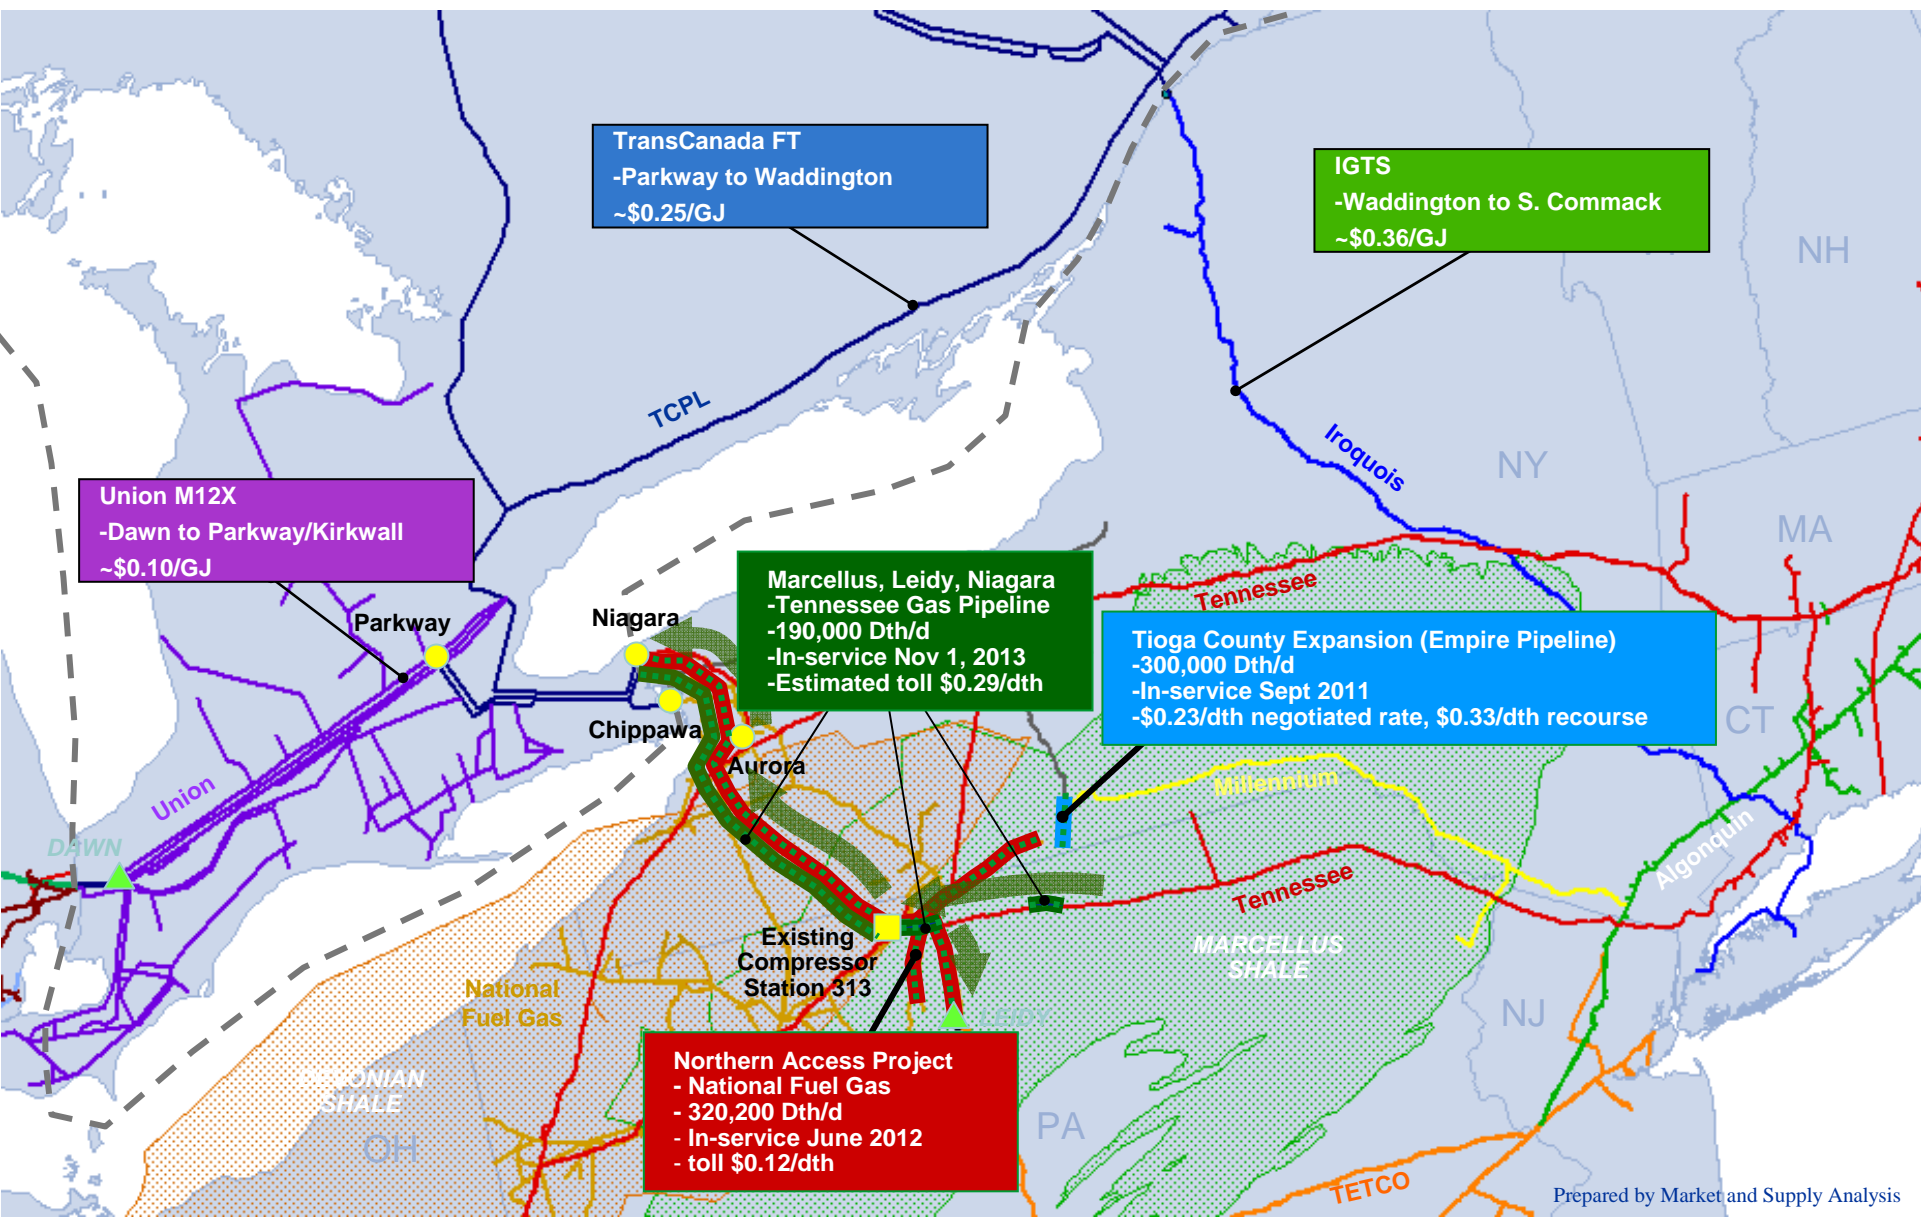 TransCanada FT
-Parkway to Waddington
~$0.25/GJ
IGTS
-Waddington to S. Commack
~$0.36/GJ
NH
TCPL
Iroquois
NY
MA
Union M12X
-Dawn to Parkway/Kirkwall
~$0.10/GJ
Parkway
Niagara
Chippawa
Aurora
Marcellus, Leidy, Niagara
-Tennessee Gas Pipeline
-190,000 Dth/d
-In-service Nov 1, 2013
-Estimated toll $0.29/dth
Tennessee
Tioga County Expansion (Empire Pipeline)
-300,000 Dth/d
-In-service Sept 2011
-$0.23/dth negotiated rate, $0.33/dth recourse
CT
Millennium
Union
DAWN
Algonquin
Tennessee
Existing
Compressor
Station 313
MARCELLUS
SHALE
National
Fuel Gas
LEIDY
NJ
DEVONIAN
SHALE
OH
Northern Access Project
- National Fuel Gas
- 320,200 Dth/d
- In-service June 2012
- toll $0.12/dth
PA
TETCO
Prepared by Market and Supply Analysis